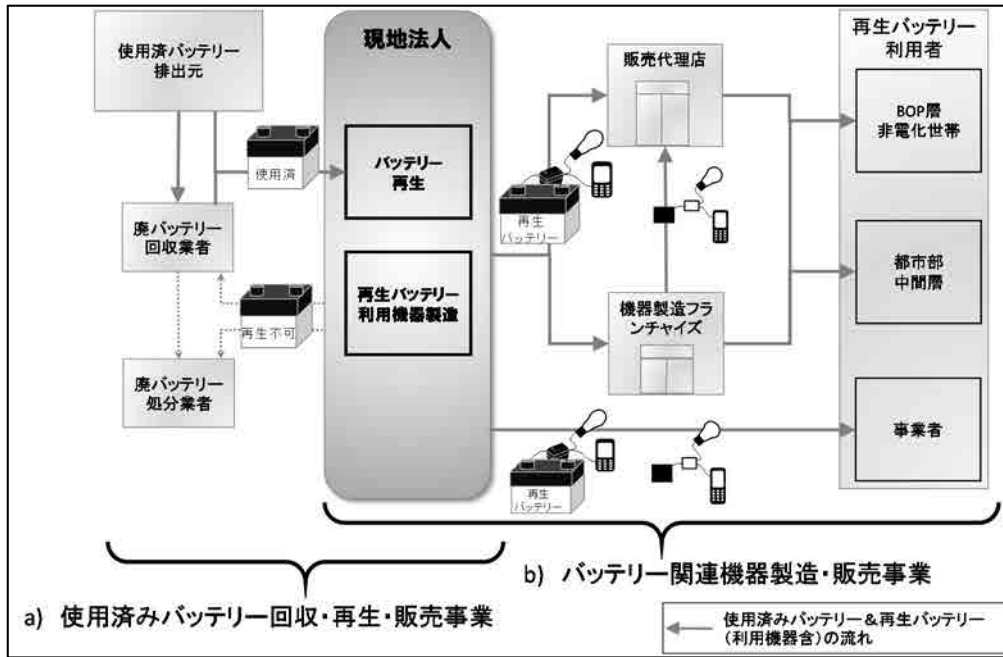 使用済バッテリー
排出元
現地法人
販売代理店
再生バッテリー
利用者
BOP層
非電化世帯
使用済
バッテリー
再生
再生
バッテリー
廃バッテリー
回収業者
都市部
中間層
再生不可
再生バッテリー
利用機器製造
機器製造フラ
ンチャイズ
廃バッテリー
処分業者
事業者
再生
バッテリー
b) バッテリー関連機器製造・販売事業
a) 使用済みバッテリー回収・再生・販売事業
使用済みバッテリー&再生バッテリー
(利用機器含)の流れ